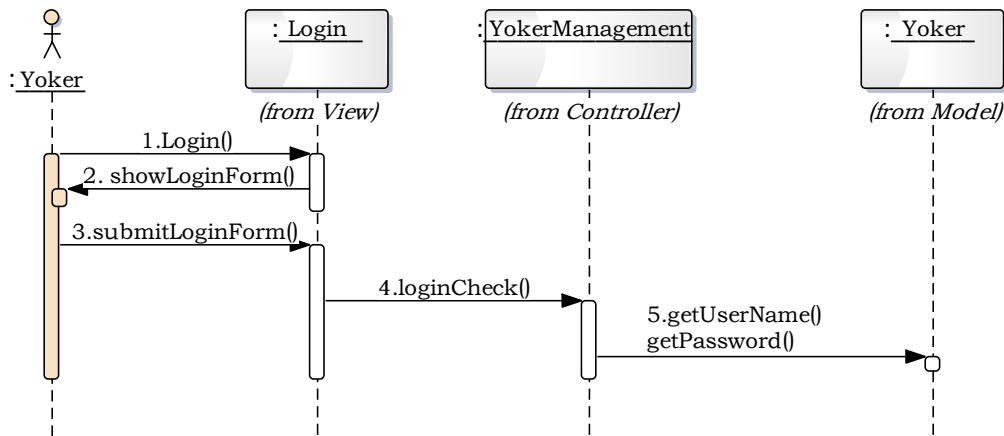 : Login
: YokerManagement
: Yoker
: Yoker
(from View)
(from Controller)
(from Model)
1.Login()
2. showLoginForm()
3.submitLoginForm()
4.loginCheck()
5.getUserName()
getPassword()